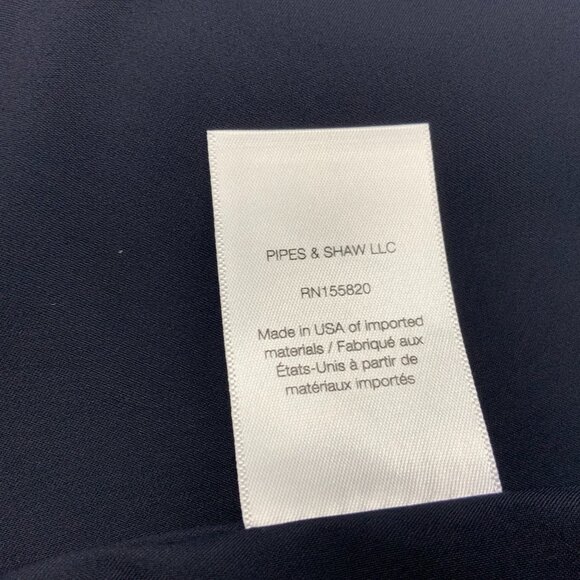 PIPES & SHAW LLC
RN155820
Made in USA of imported
materials / Fabriqué aux
États-Unis à partir de
matériaux importés